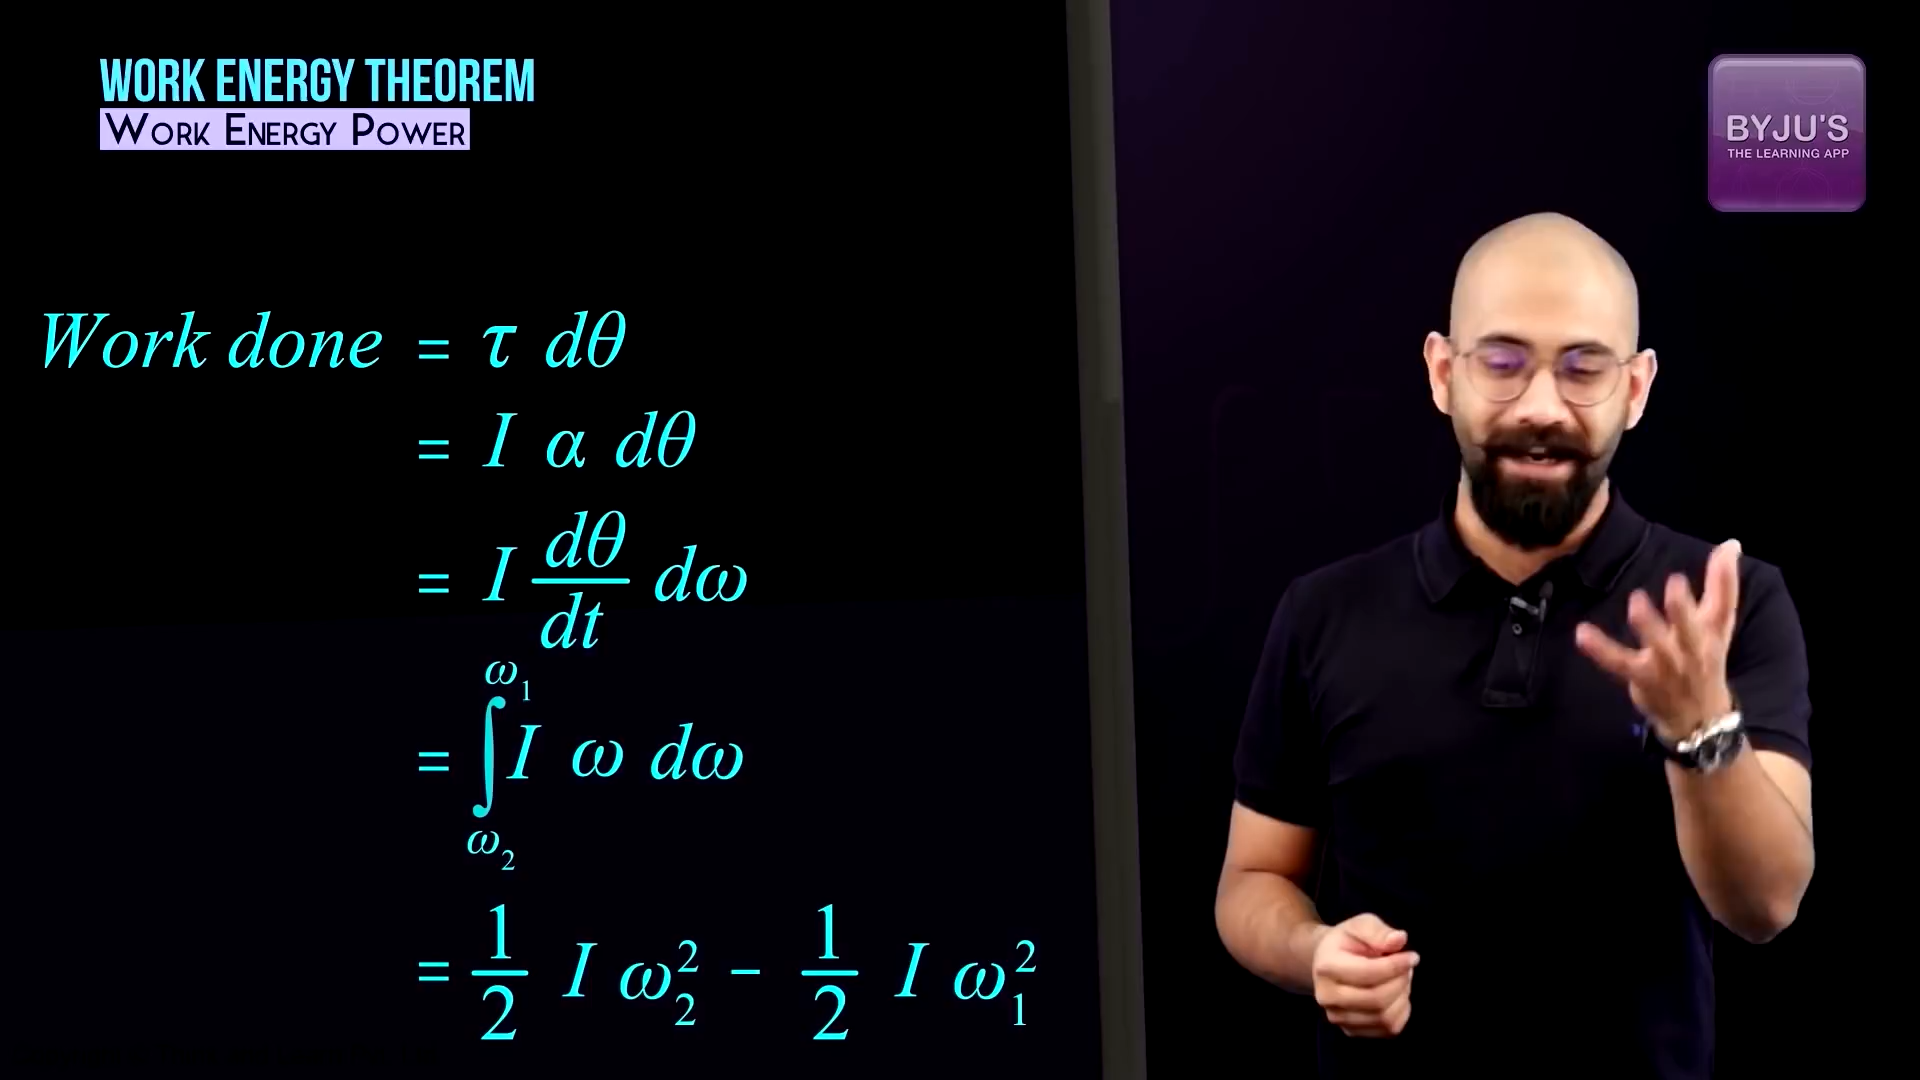 WORK ENERGY THEOREM
WORK ENERGY POWER
BYJU'S
THE LEARNING APP
Work done = τ dθ
= I α dθ
= I dθ/dt dω
= ∫_{ω₂}^{ω₁} I ω dω
= 1/2 I ω₂² - 1/2 I ω₁²